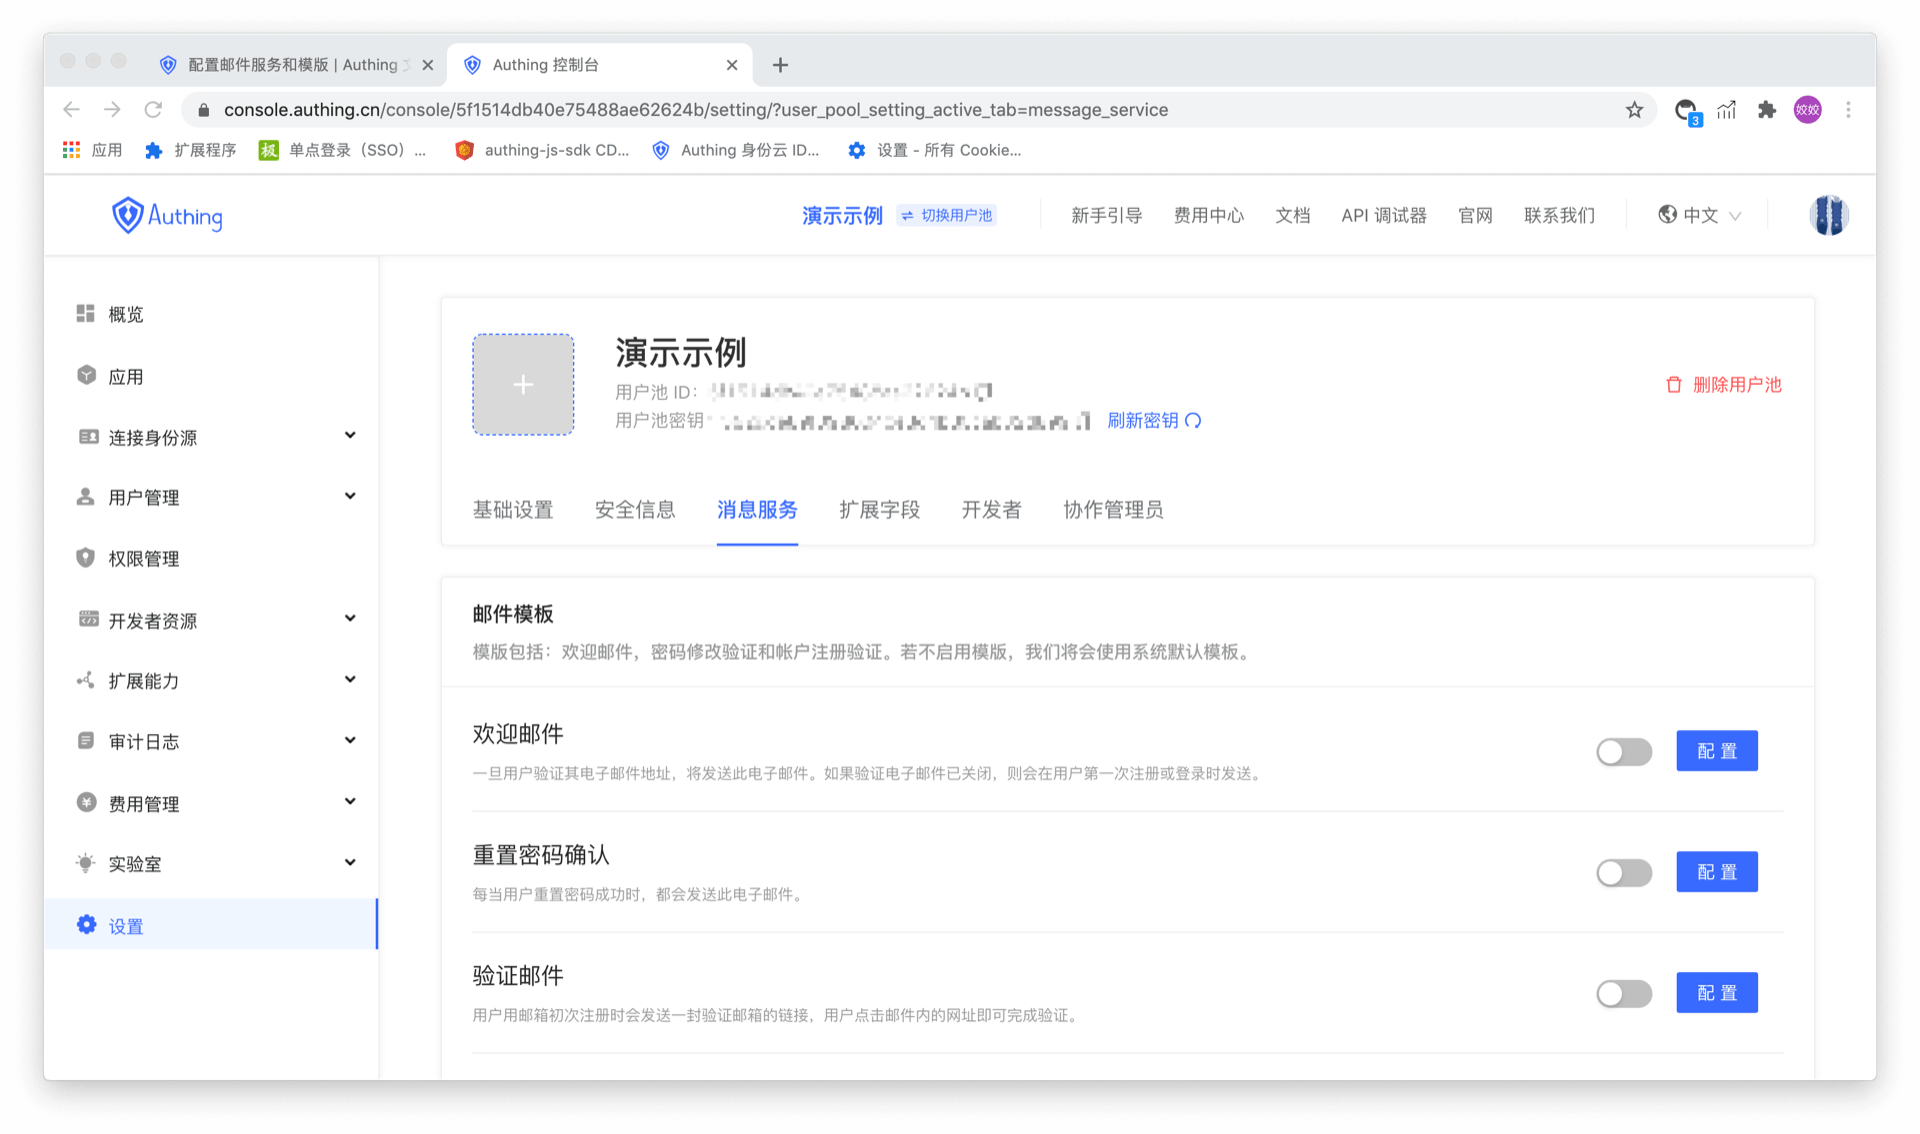 配置邮件服务和模版 | Authing
Authing 控制台
console.authing.cn/console/5f1514db40e75488ae62624b/setting/?user_pool_setting_active_tab=message_service
3
姣姣
应用
扩展程序
极
单点登录（SSO）...
authing-js-sdk CD...
Authing 身份云 ID...
设置 - 所有 Cookie...
Authing
演示示例
切换用户池
新手引导
费用中心
文档
API 调试器
官网
联系我们
中文
概览
应用
连接身份源
用户管理
权限管理
开发者资源
扩展能力
审计日志
费用管理
实验室
设置
演示示例
用户池 ID：
用户池密钥
刷新密钥
删除用户池
基础设置
安全信息
消息服务
扩展字段
开发者
协作管理员
邮件模板
模版包括：欢迎邮件，密码修改验证和帐户注册验证。若不启用模版，我们将会使用系统默认模板。
欢迎邮件
一旦用户验证其电子邮件地址，将发送此电子邮件。如果验证电子邮件已关闭，则会在用户第一次注册或登录时发送。
配 置
重置密码确认
每当用户重置密码成功时，都会发送此电子邮件。
配 置
验证邮件
用户用邮箱初次注册时会发送一封验证邮箱的链接，用户点击邮件内的网址即可完成验证。
配 置